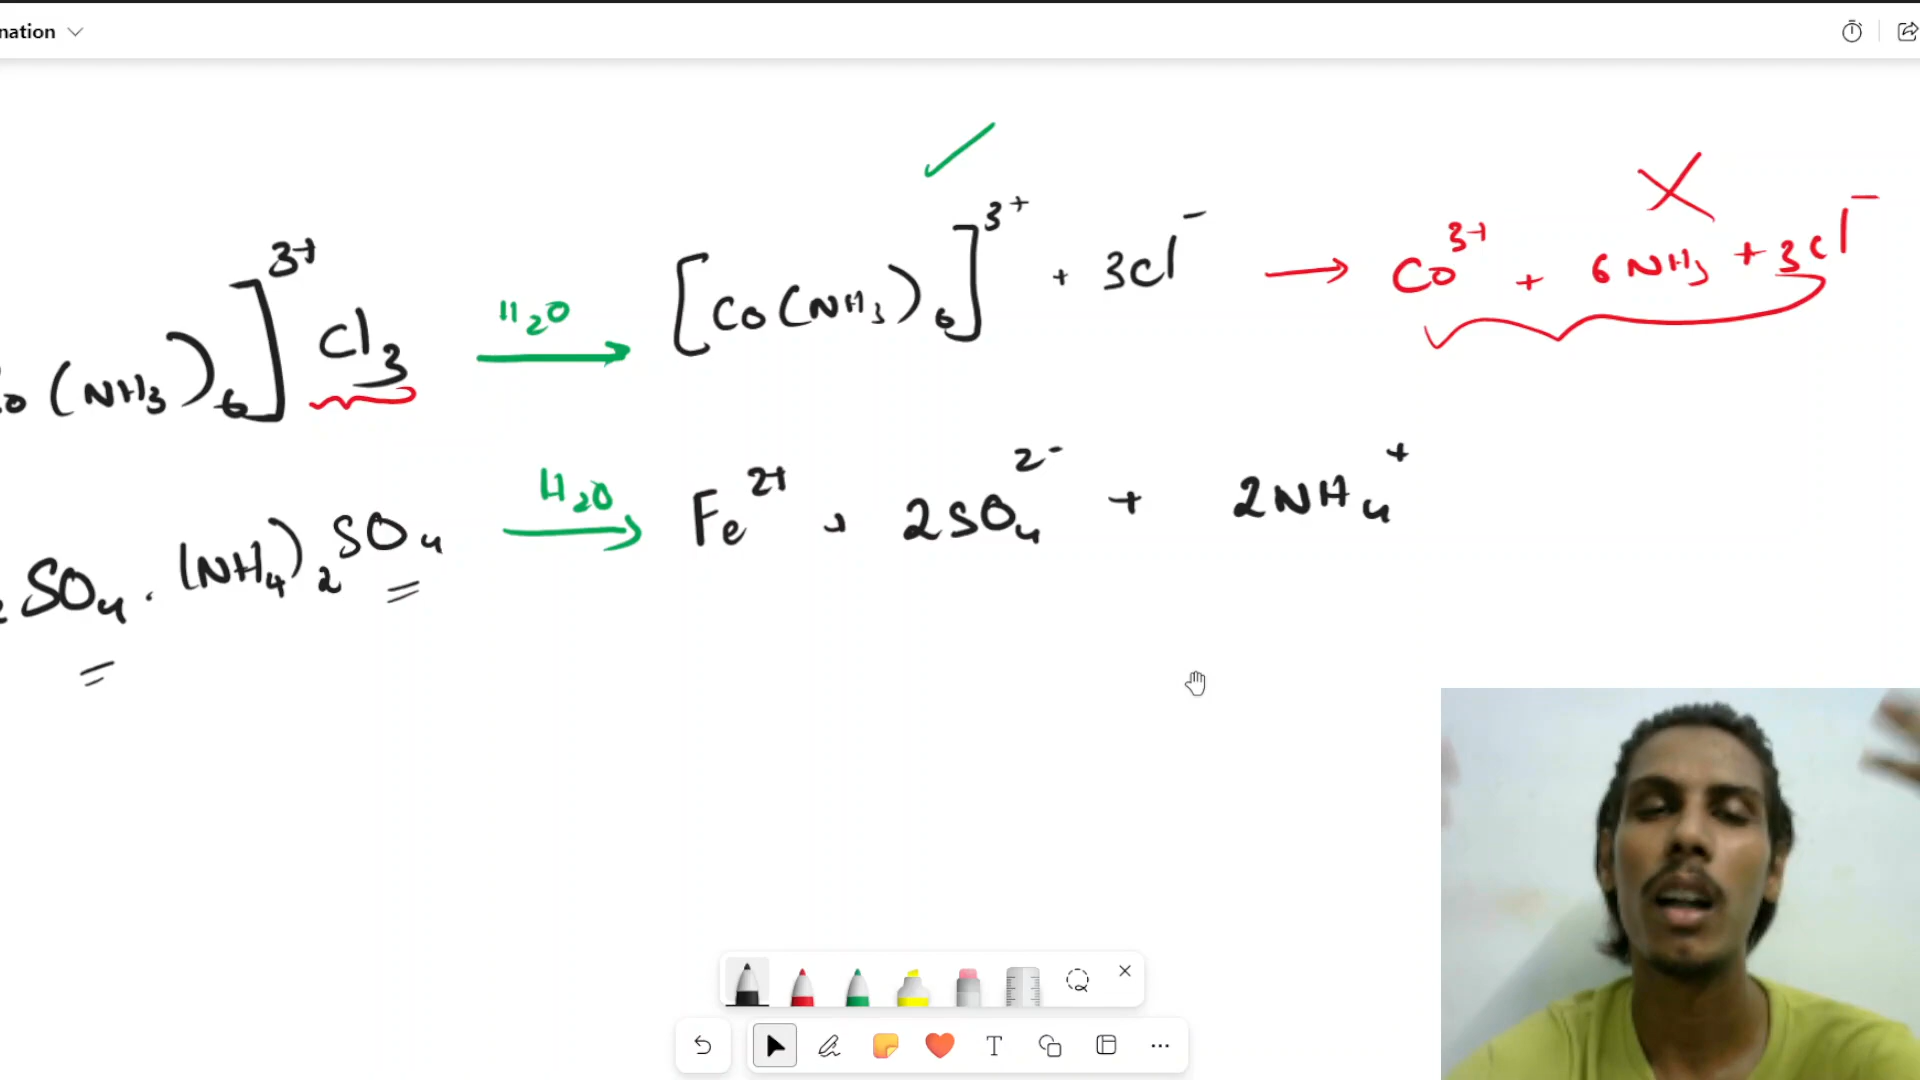 nation
[Co(NH₃)₆]³⁺ + 3Cl⁻ → Co³⁺ + 6NH₃ + 3Cl⁻
o(NH₃)₆]³⁺ Cl₃ H₂O →
SO₄ . (NH₄)₂SO₄ H₂O → Fe²⁺ + 2SO₄²⁻ + 2NH₄⁺
T